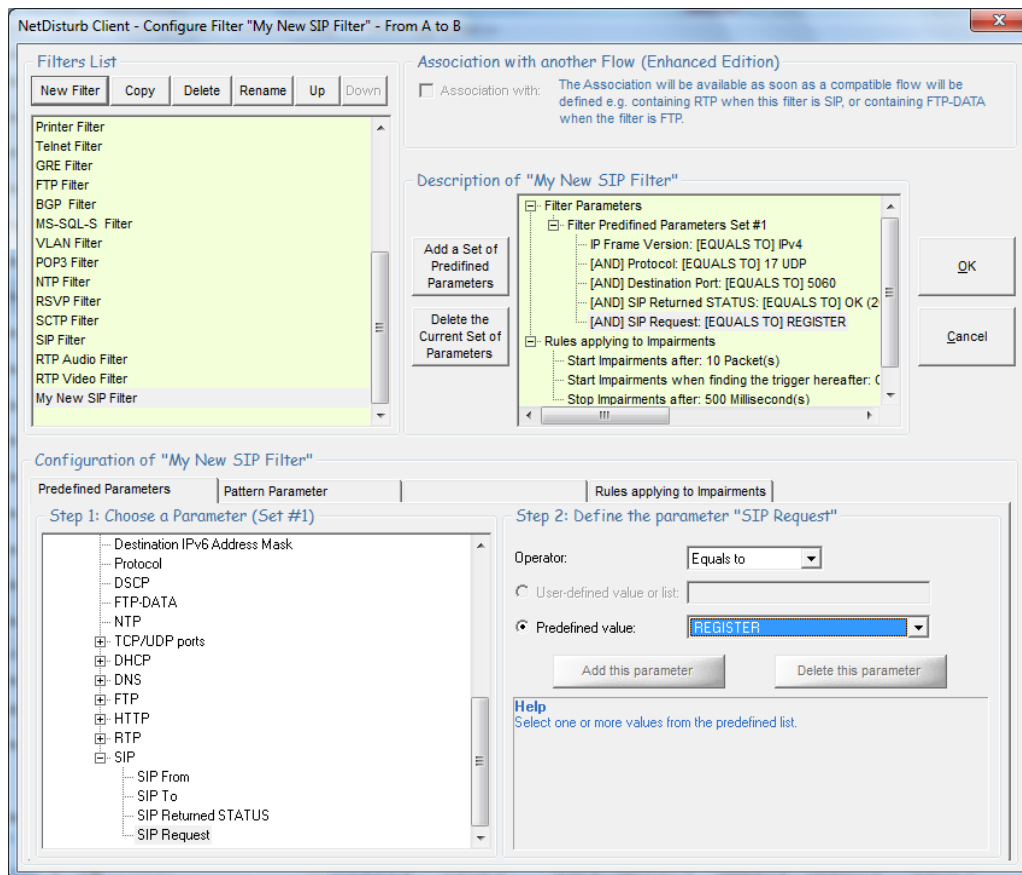 NetDisturb Client - Configure Filter "My New SIP Filter" - From A to B
Filters List
New Filter
Copy
Delete
Rename
Up
Down
Printer Filter
Telnet Filter
GRE Filter
FTP Filter
BGP Filter
MS-SQL-S Filter
VLAN Filter
POP3 Filter
NTP Filter
RSVP Filter
SCTP Filter
SIP Filter
RTP Audio Filter
RTP Video Filter
My New SIP Filter
Association with another Flow (Enhanced Edition)
Association with:
The Association will be available as soon as a compatible flow will be
defined e.g. containing RTP when this filter is SIP, or containing FTP-DATA
when the filter is FTP.
Description of "My New SIP Filter"
Add a Set of
Predifined
Parameters
Delete the
Current Set of
Parameters
Filter Parameters
Filter Predifined Parameters Set #1
IP Frame Version: [EQUALS TO] IPv4
[AND] Protocol: [EQUALS TO] 17 UDP
[AND] Destination Port: [EQUALS TO] 5060
[AND] SIP Returned STATUS: [EQUALS TO] OK (2
[AND] SIP Request: [EQUALS TO] REGISTER
Rules applying to Impairments
Start Impairments after: 10 Packet(s)
Start Impairments when finding the trigger hereafter:
Stop Impairments after: 500 Millisecond(s)
OK
Cancel
Configuration of "My New SIP Filter"
Predefined Parameters
Pattern Parameter
Rules applying to Impairments
Step 1: Choose a Parameter (Set #1)
Destination IPv6 Address Mask
Protocol
DSCP
FTP-DATA
NTP
TCP/UDP ports
DHCP
DNS
FTP
HTTP
RTP
SIP
SIP From
SIP To
SIP Returned STATUS
SIP Request
Step 2: Define the parameter "SIP Request"
Operator:
Equals to
User-defined value or list:
Predefined value:
REGISTER
Add this parameter
Delete this parameter
Help
Select one or more values from the predefined list.